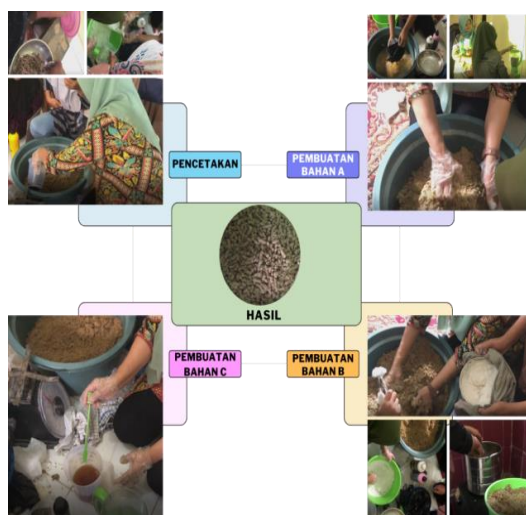 PENCETAKAN
PEMBUATAN
BAHAN A
HASIL
PEMBUATAN
BAHAN C
PEMBUATAN
BAHAN B